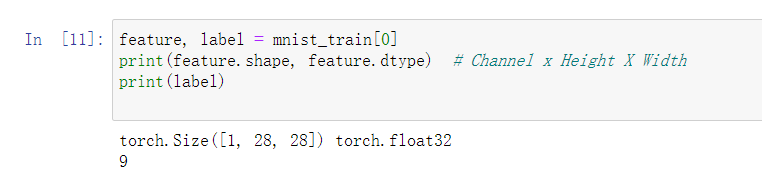 In [11]: feature, label = mnist_train[0]
print(feature.shape, feature.dtype)  # Channel x Height X Width
print(label)
torch.Size([1, 28, 28]) torch.float32
9